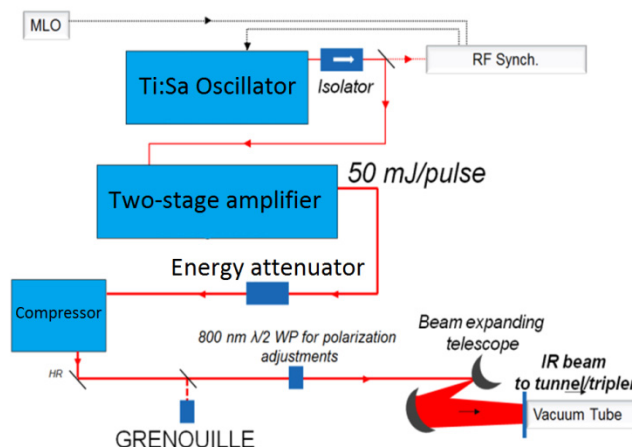 MLO
RF Synch.
Ti:Sa Oscillator
Isolator
Two-stage amplifier
50 mJ/pulse
Energy attenuator
Compressor
800 nm λ/2 WP for polarization
adjustments
Beam expanding
telescope
IR beam
to tunnel/tripler
HR
Vacuum Tube
GRENOUILLE